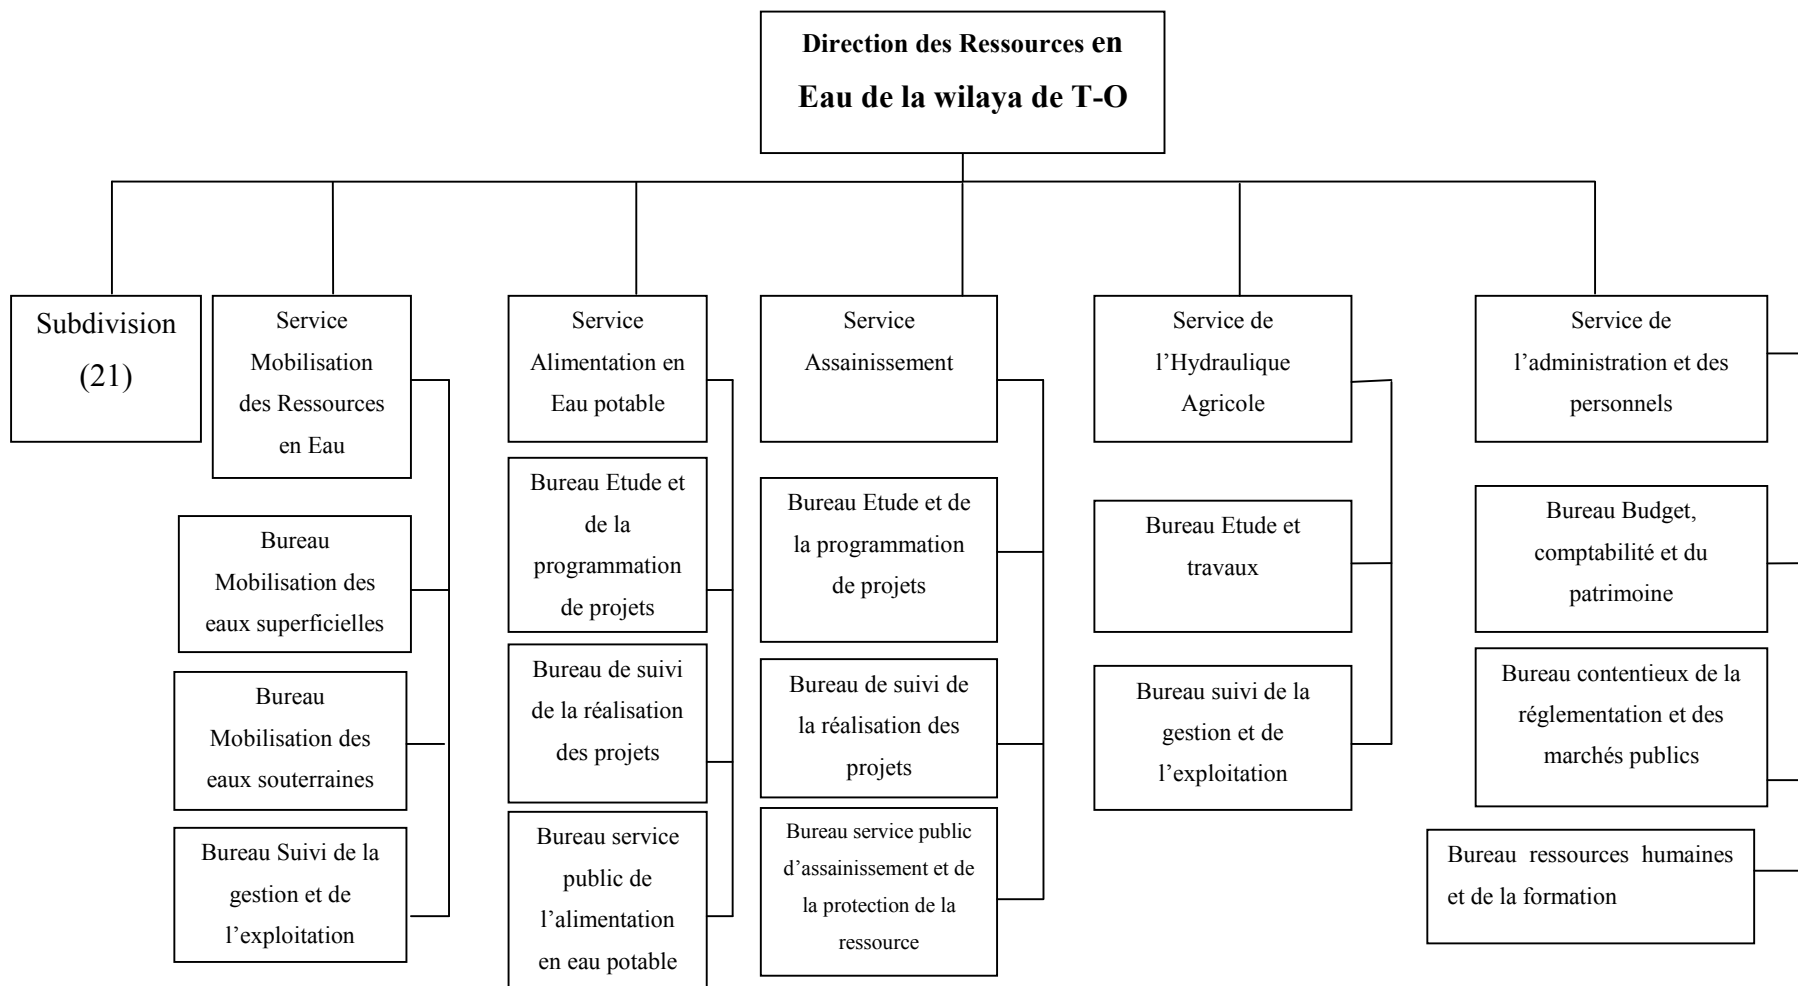 Direction des Ressources en
Eau de la wilaya de T-O
Subdivision
(21)
Service
Mobilisation
des Ressources
en Eau
Service
Alimentation en
Eau potable
Service
Assainissement
Service de
l’Hydraulique
Agricole
Service de
l’administration et des
personnels
Bureau
Mobilisation des
eaux superficielles
Bureau
Mobilisation des
eaux souterraines
Bureau Suivi de la
gestion et de
l’exploitation
Bureau Etude et
de la
programmation
de projets
Bureau de suivi
de la réalisation
des projets
Bureau service
public de
l’alimentation
en eau potable
Bureau Etude et de
la programmation
de projets
Bureau de suivi de
la réalisation des
projets
Bureau service public
d’assainissement et de
la protection de la
ressource
Bureau Etude et
travaux
Bureau suivi de la
gestion et de
l’exploitation
Bureau Budget,
comptabilité et du
patrimoine
Bureau contentieux de la
réglementation et des
marchés publics
Bureau ressources humaines
et de la formation